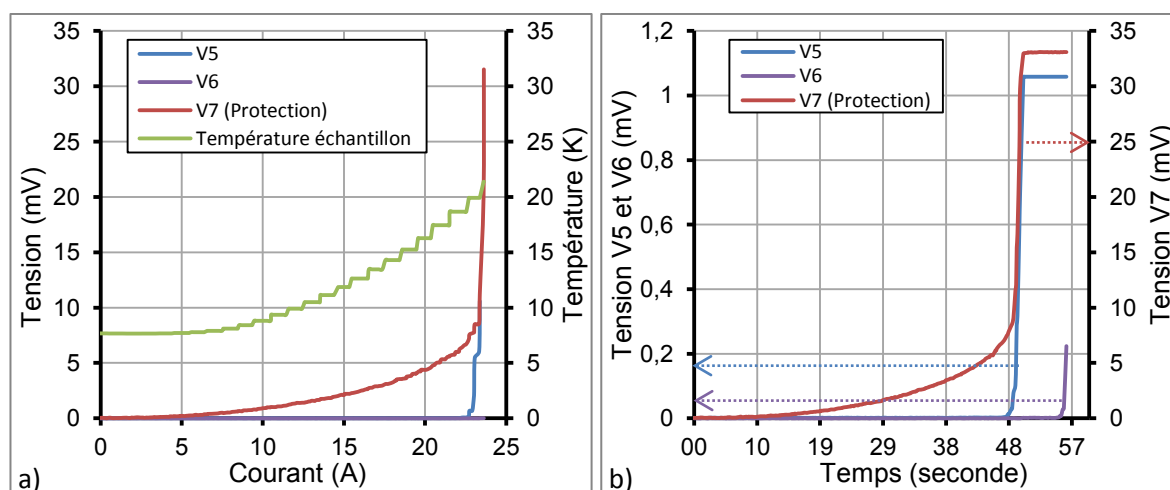 V5
V6
V7 (Protection)
Température échantillon
Tension (mV)
35
30
25
20
15
10
5
0
35
30
25
20
15
10
5
0
Température (K)
0 5 10 15 20 25
Courant (A)
a)
V5
V6
V7 (Protection)
Tension V5 et V6 (mV)
1,2
1
0,8
0,6
0,4
0,2
0
35
30
25
20
15
10
5
0
Tension V7 (mV)
00 10 19 29 38 48 57
Temps (seconde)
b)